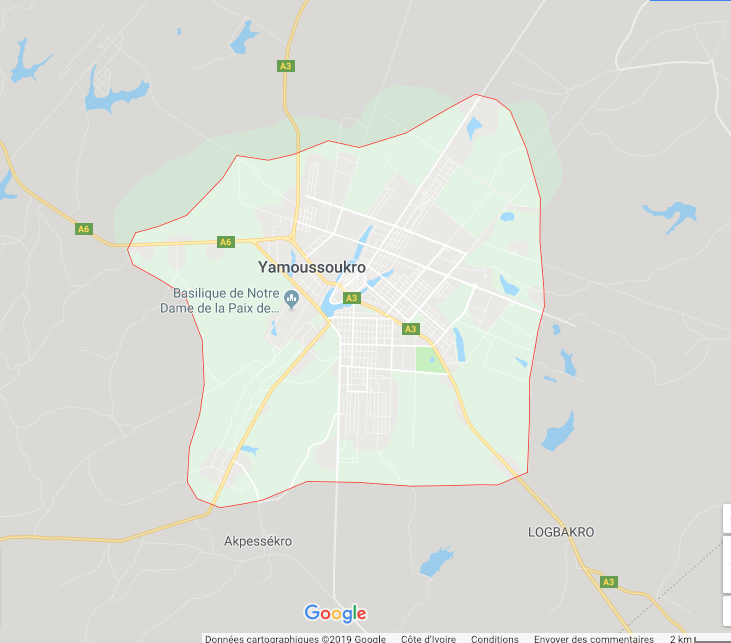 A3
A6
A6
Yamoussoukro
Basilique de Notre
Dame de la Paix de...
A3
A3
Akpessékro
LOGBAKRO
A3
Google
Données cartographiques ©2019 Google Côte d'Ivoire Conditions Envoyer des commentaires 2 km